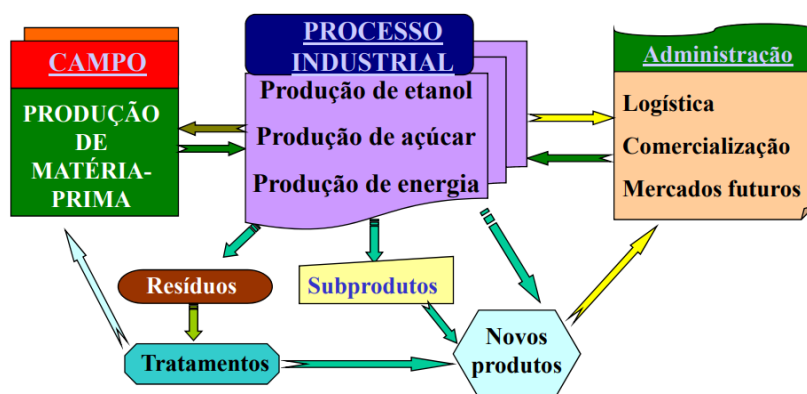 CAMPO
PRODUÇÃO
DE
MATÉRIA-
PRIMA
PROCESSO
INDUSTRIAL
Produção de etanol
Produção de açúcar
Produção de energia
Administração
Logística
Comercialização
Mercados futuros
Resíduos
Subprodutos
Tratamentos
Novos
produtos